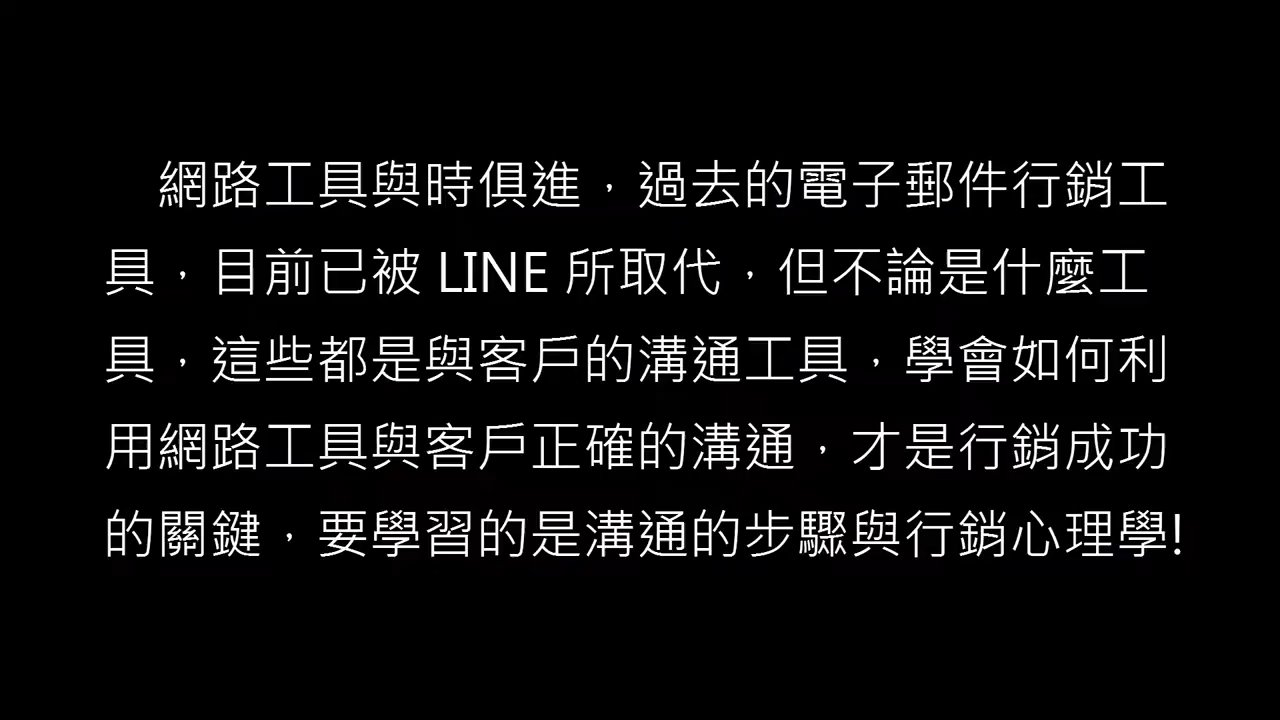 網路工具與時俱進，過去的電子郵件行銷工
具，目前已被 LINE 所取代，但不論是什麼工
具，這些都是與客戶的溝通工具，學會如何利
用網路工具與客戶正確的溝通，才是行銷成功
的關鍵，要學習的是溝通的步驟與行銷心理學!